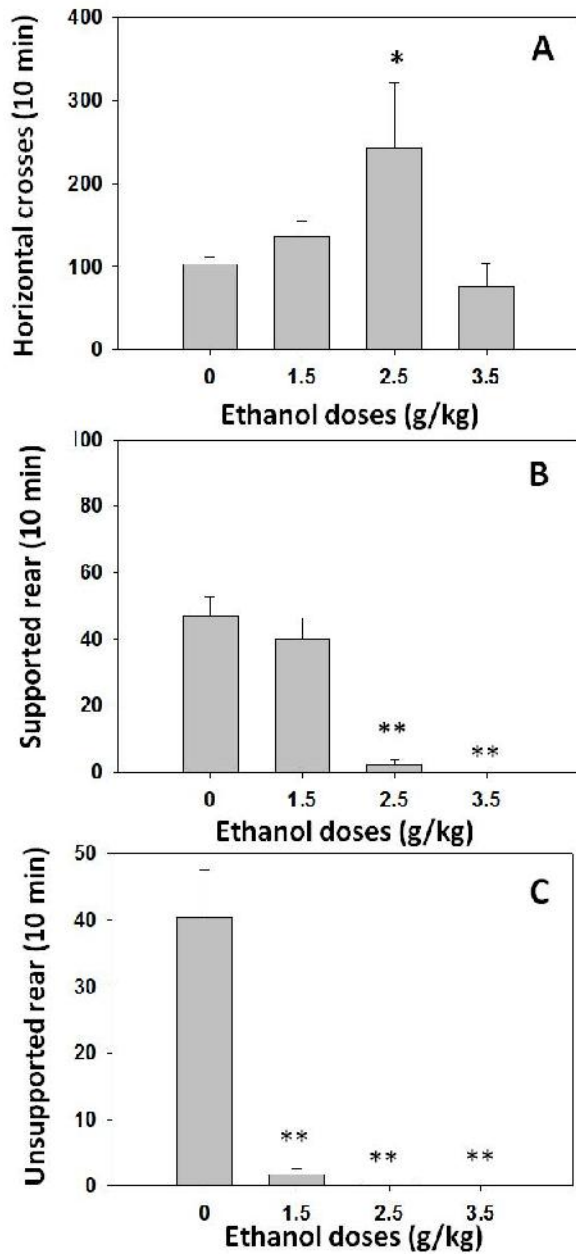 400
A
*
300
200
100
0
Horizontal crosses (10 min)
0 1.5 2.5 3.5
Ethanol doses (g/kg)
100
B
80
60
40
20
0
Supported rear (10 min)
** **
0 1.5 2.5 3.5
Ethanol doses (g/kg)
50
C
40
30
20
10
0
Unsupported rear (10 min)
** ** **
0 1.5 2.5 3.5
Ethanol doses (g/kg)